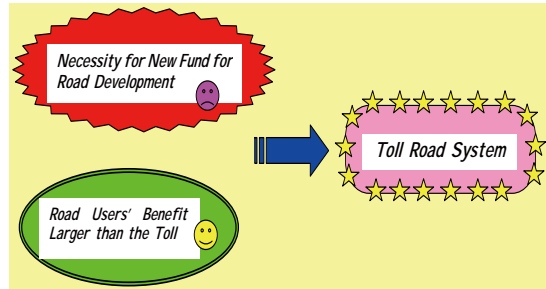 Necessity for New Fund for
Road Development
Toll Road System
Road Users' Benefit
Larger than the Toll